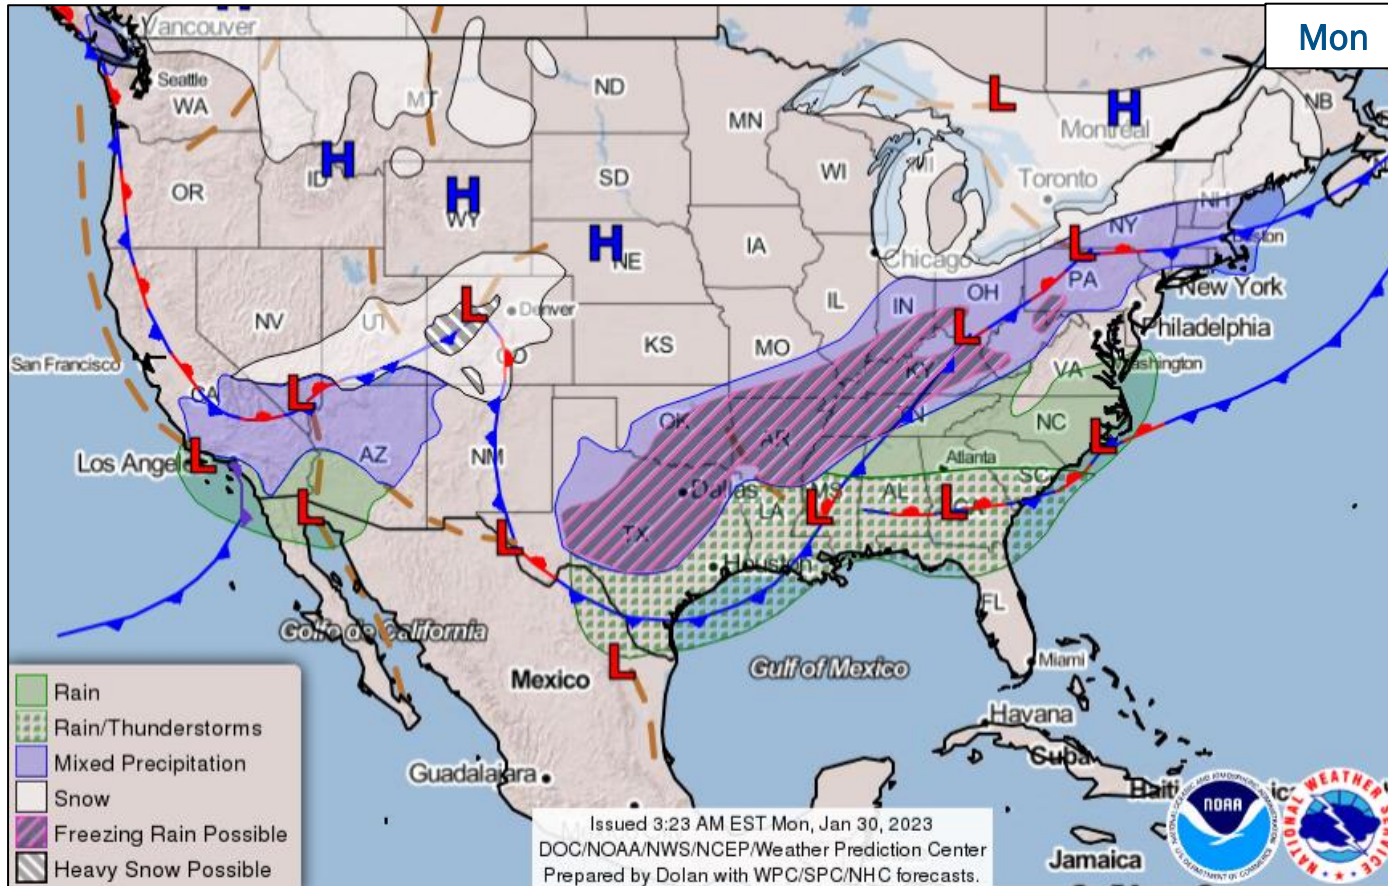 Mon
Vancouver
H
Seattle
WA
MT
ND
MN
L
H
Montreal
NB
H
ID
OR
H
WY
SD
WI
MI
Toronto
NH
NY
Boston
H
NE
IA
Chicago
L
PA
New York
NV
UT
L
Denver
CO
KS
MO
IL
IN
OH
L
Philadelphia
Washington
San Francisco
CA
L
KY
VA
OK
AR
TN
NC
L
Los Angel
L
AZ
NM
Dallas
LA
MS
L
AL
Atlanta
GA
L
SC
L
L
TX
Houston
FL
Golfo de California
L
Mexico
Gulf of Mexico
Miami
Havana
Cuba
Haiti
Guadalajara
Jamaica
Rain
Rain/Thunderstorms
Mixed Precipitation
Snow
Freezing Rain Possible
Heavy Snow Possible
Issued 3:23 AM EST Mon, Jan 30, 2023
DOC/NOAA/NWS/NCEP/Weather Prediction Center
Prepared by Dolan with WPC/SPC/NHC forecasts.
NOAA
NATIONAL WEATHER SERVICE